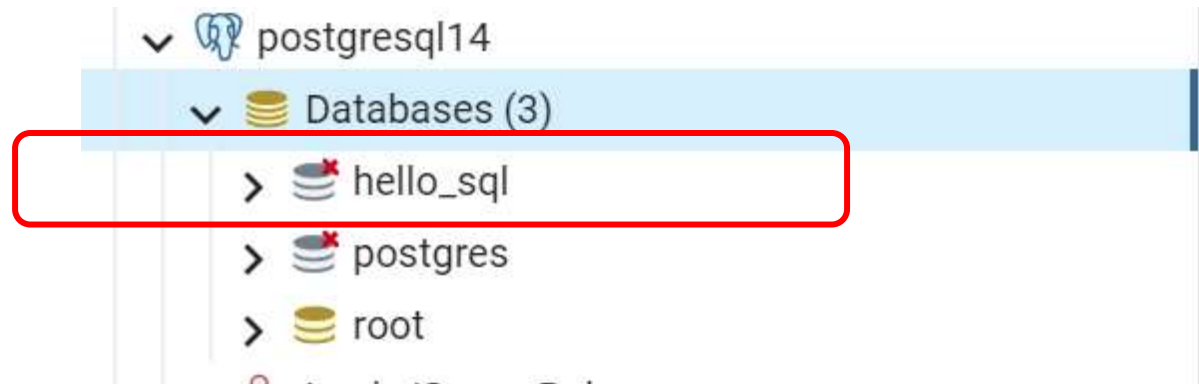 postgresql14
Databases (3)
hello_sql
postgres
root